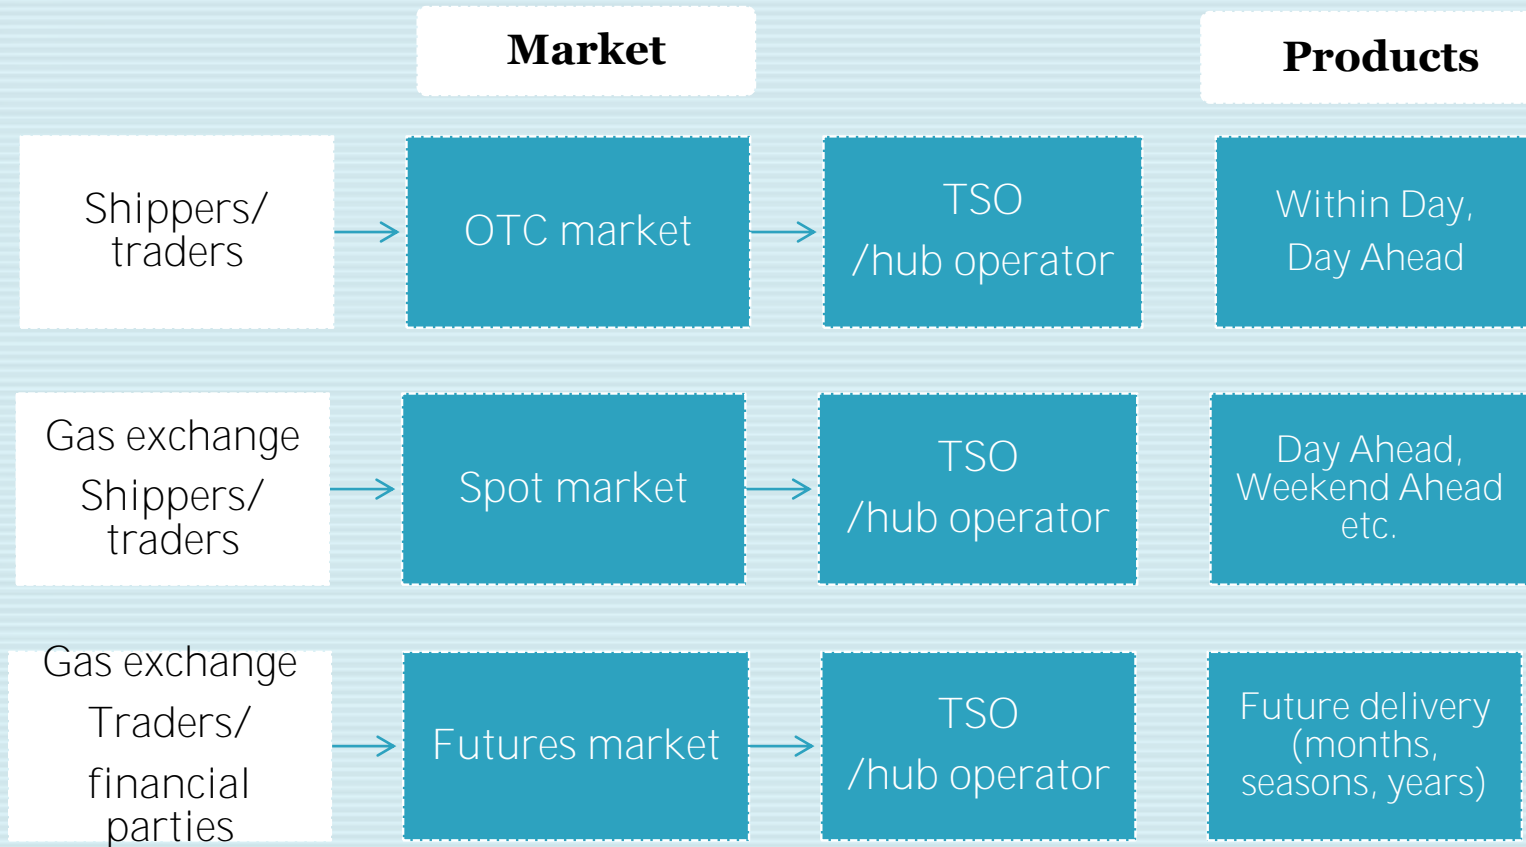 Market
Products
Shippers/
traders
OTC market
TSO
/hub operator
Within Day,
Day Ahead
Gas exchange
Shippers/
traders
Spot market
TSO
/hub operator
Day Ahead,
Weekend Ahead
etc.
Gas exchange
Traders/
financial
parties
Futures market
TSO
/hub operator
Future delivery
(months,
seasons, years)